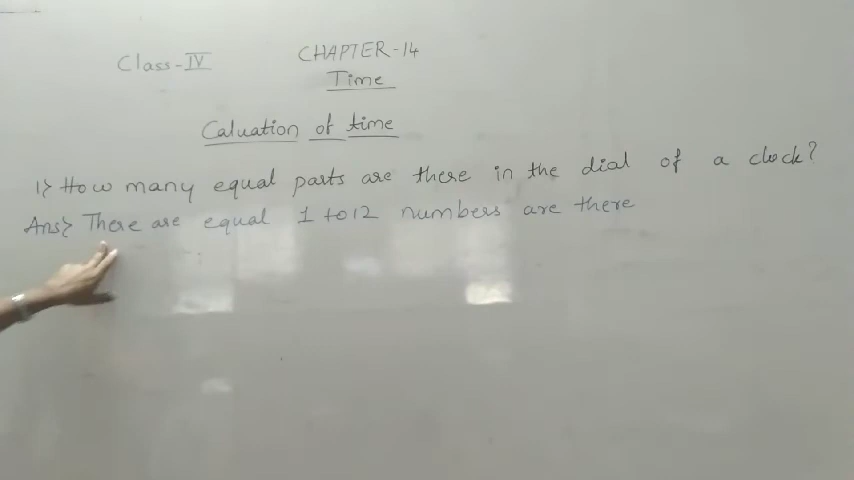 Class-IV
CHAPTER-14
Time
Caluation of time
1> How many equal parts are there in the dial of a clock?
Ans> There are equal 1 to 12 numbers are there